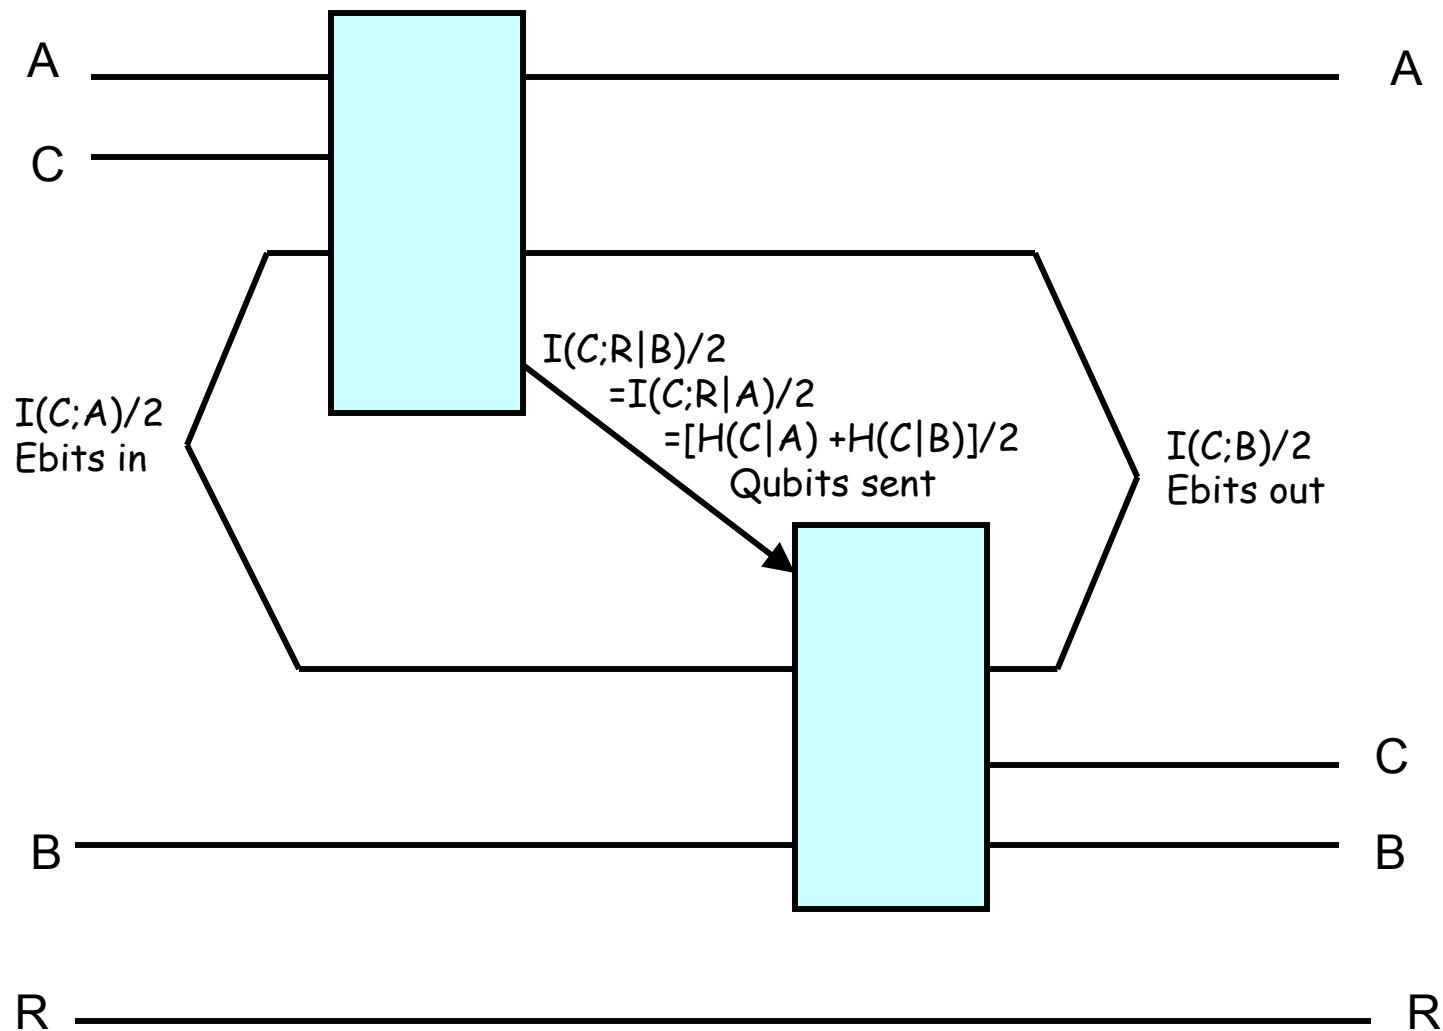 A
A
C
I(C;R|B)/2
=I(C;R|A)/2
=[H(C|A) +H(C|B)]/2
Qubits sent
I(C;A)/2
Ebits in
I(C;B)/2
Ebits out
C
B
B
R
R